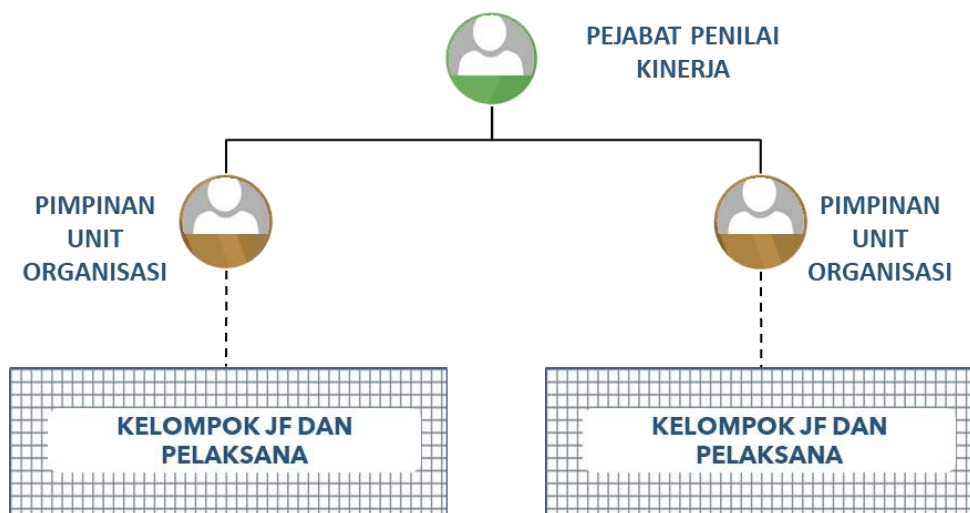 PEJABAT PENILAI
KINERJA
PIMPINAN
UNIT
ORGANISASI
PIMPINAN
UNIT
ORGANISASI
KELOMPOK JF DAN
PELAKSANA
KELOMPOK JF DAN
PELAKSANA